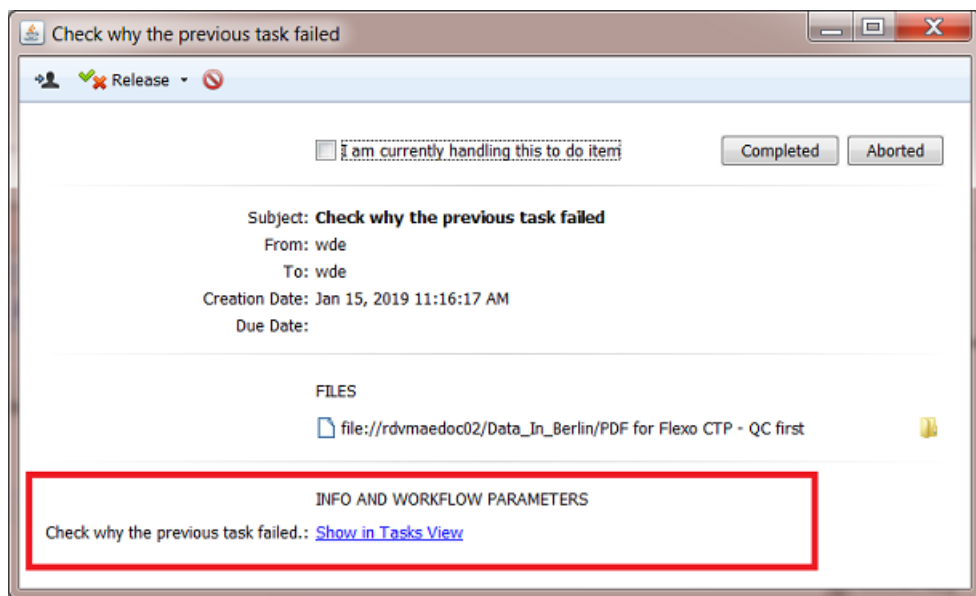 Check why the previous task failed
Release
I am currently handling this to do item
Completed
Aborted
Subject: Check why the previous task failed
From: wde
To: wde
Creation Date: Jan 15, 2019 11:16:17 AM
Due Date:
FILES
file://rdvmaedoc02/Data_In_Berlin/PDF for Flexo CTP - QC first
INFO AND WORKFLOW PARAMETERS
Check why the previous task failed.: Show in Tasks View